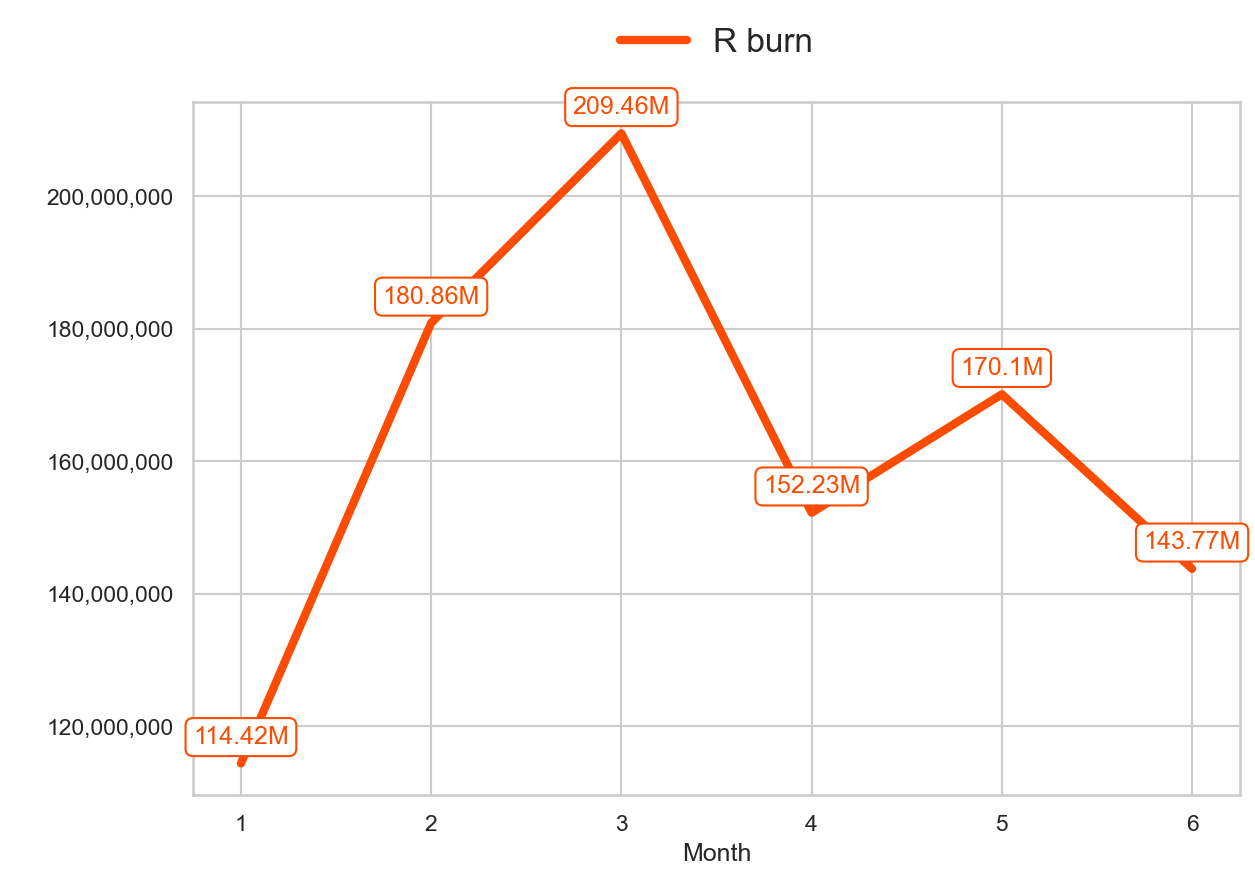 R burn
209.46M
200,000,000
180.86M
180,000,000
170.1M
160,000,000
152.23M
143.77M
140,000,000
120,000,000
114.42M
1 2 3 4 5 6
Month